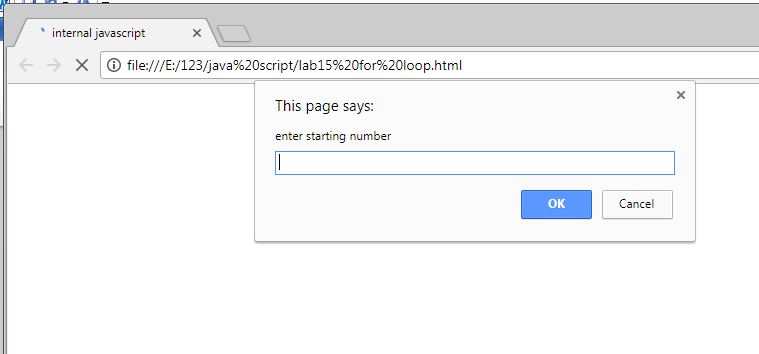 internal javascript
file:///E:/123/java%20script/lab15%20for%20loop.html
This page says:
enter starting number
OK
Cancel